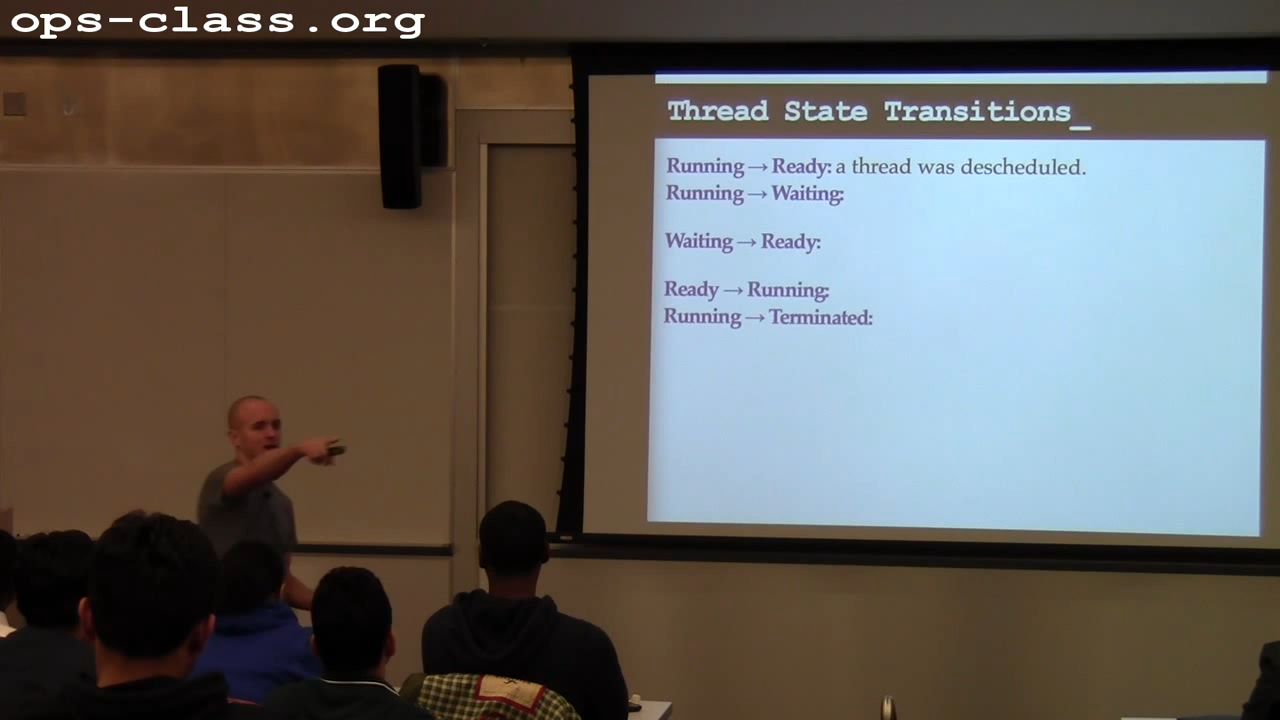 ops-class.org
Thread State Transitions_
Running → Ready: a thread was descheduled.
Running → Waiting:
Waiting → Ready:
Ready → Running:
Running → Terminated: